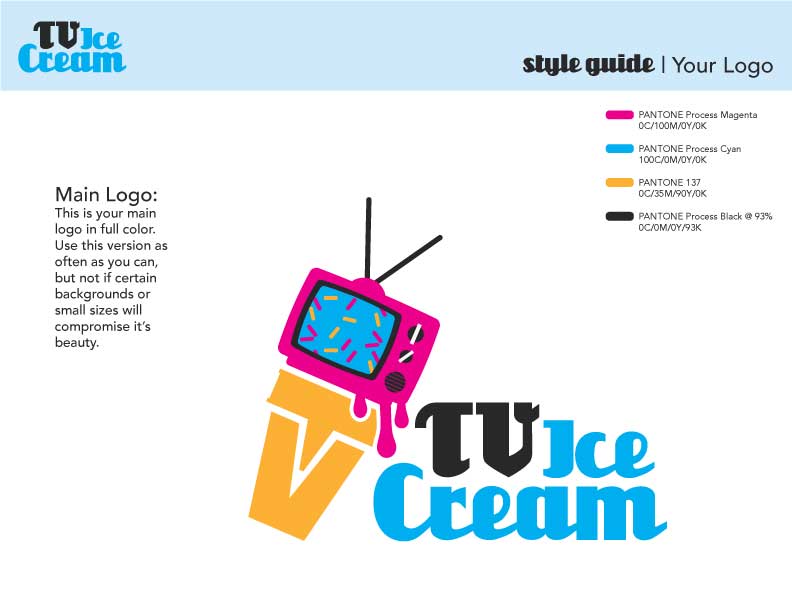 TV Ice
Cream
style guide | Your Logo
PANTONE Process Magenta
0C/100M/0Y/0K
PANTONE Process Cyan
100C/0M/0Y/0K
PANTONE 137
0C/35M/90Y/0K
PANTONE Process Black @ 93%
0C/0M/0Y/93K
Main Logo:
This is your main
logo in full color.
Use this version as
often as you can,
but not if certain
backgrounds or
small sizes will
compromise it's
beauty.
TV Ice
Cream